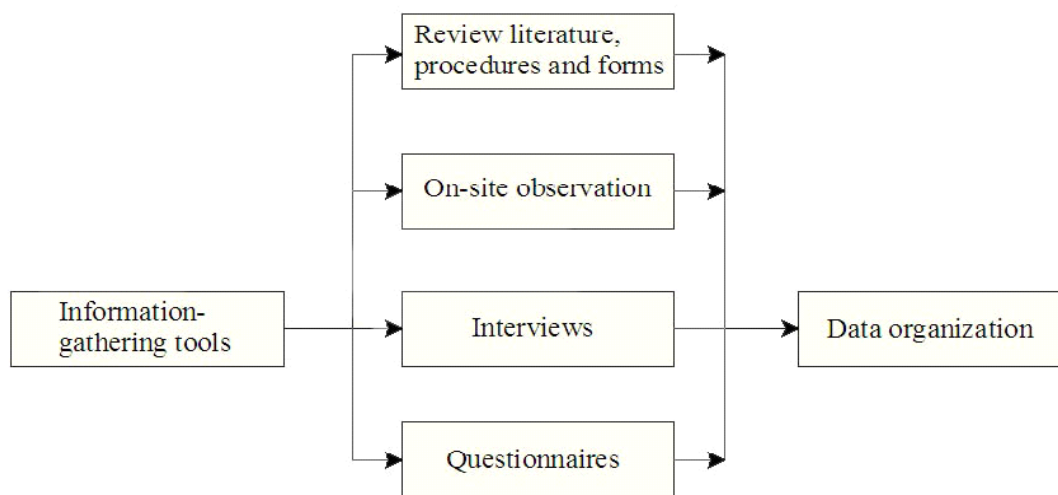 Review literature,
procedures and forms
On-site observation
Information-
gathering tools
Interviews
Data organization
Questionnaires